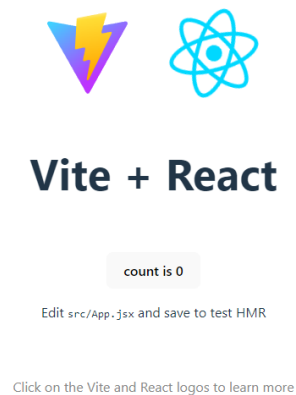 Vite + React
count is 0
Edit src/App.jsx and save to test HMR
Click on the Vite and React logos to learn more